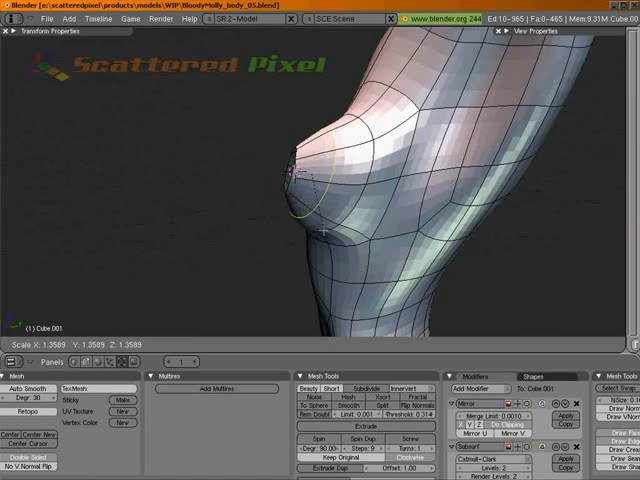 Blender [e:\scatteredpixel\products\models\WIP\BloodyMolly_body_05.blend]
File Add Timeline Game Render Help SR:2-Model SCE:Scene www.blender.org 244 Ed:10-965 | Fa:0-465 | Mem:9.31M Cube.00
Transform Properties View Properties
Scattered Pixel
(1) Cube.001
Scale X: 1.3589 Y: 1.3589 Z: 1.3589
Panels 1
Mesh Multires Mesh Tools Modifiers Shapes Mesh Tools
Auto Smooth TexMesh: Add Multires Beauty Short Subdivide Innervert Add Modifier To: Cube.001 Select Swap
Degr: 30 Sticky Make Noise Hash Xsort Fractal Mirror
Retopo UV Texture New To Sphere Smooth Split Flip Normals Merge Limit: 0.0010 Apply
Vertex Color New Rem Doubl Limit: 0.001 Threshold: 0.314 X Y Z Do Clipping Copy
Center Center New Extrude Mirror U Mirror V
Center Cursor Spin Spin Dup Screw Subsurf
Double Sided Degr: 90.00 Steps: 9 Turns: 1 Catmull-Clark Apply
No V.Normal Flip Keep Original Clockwise Levels: 2 Copy
Extrude Dup Offset: 1.00 Render Levels: 2